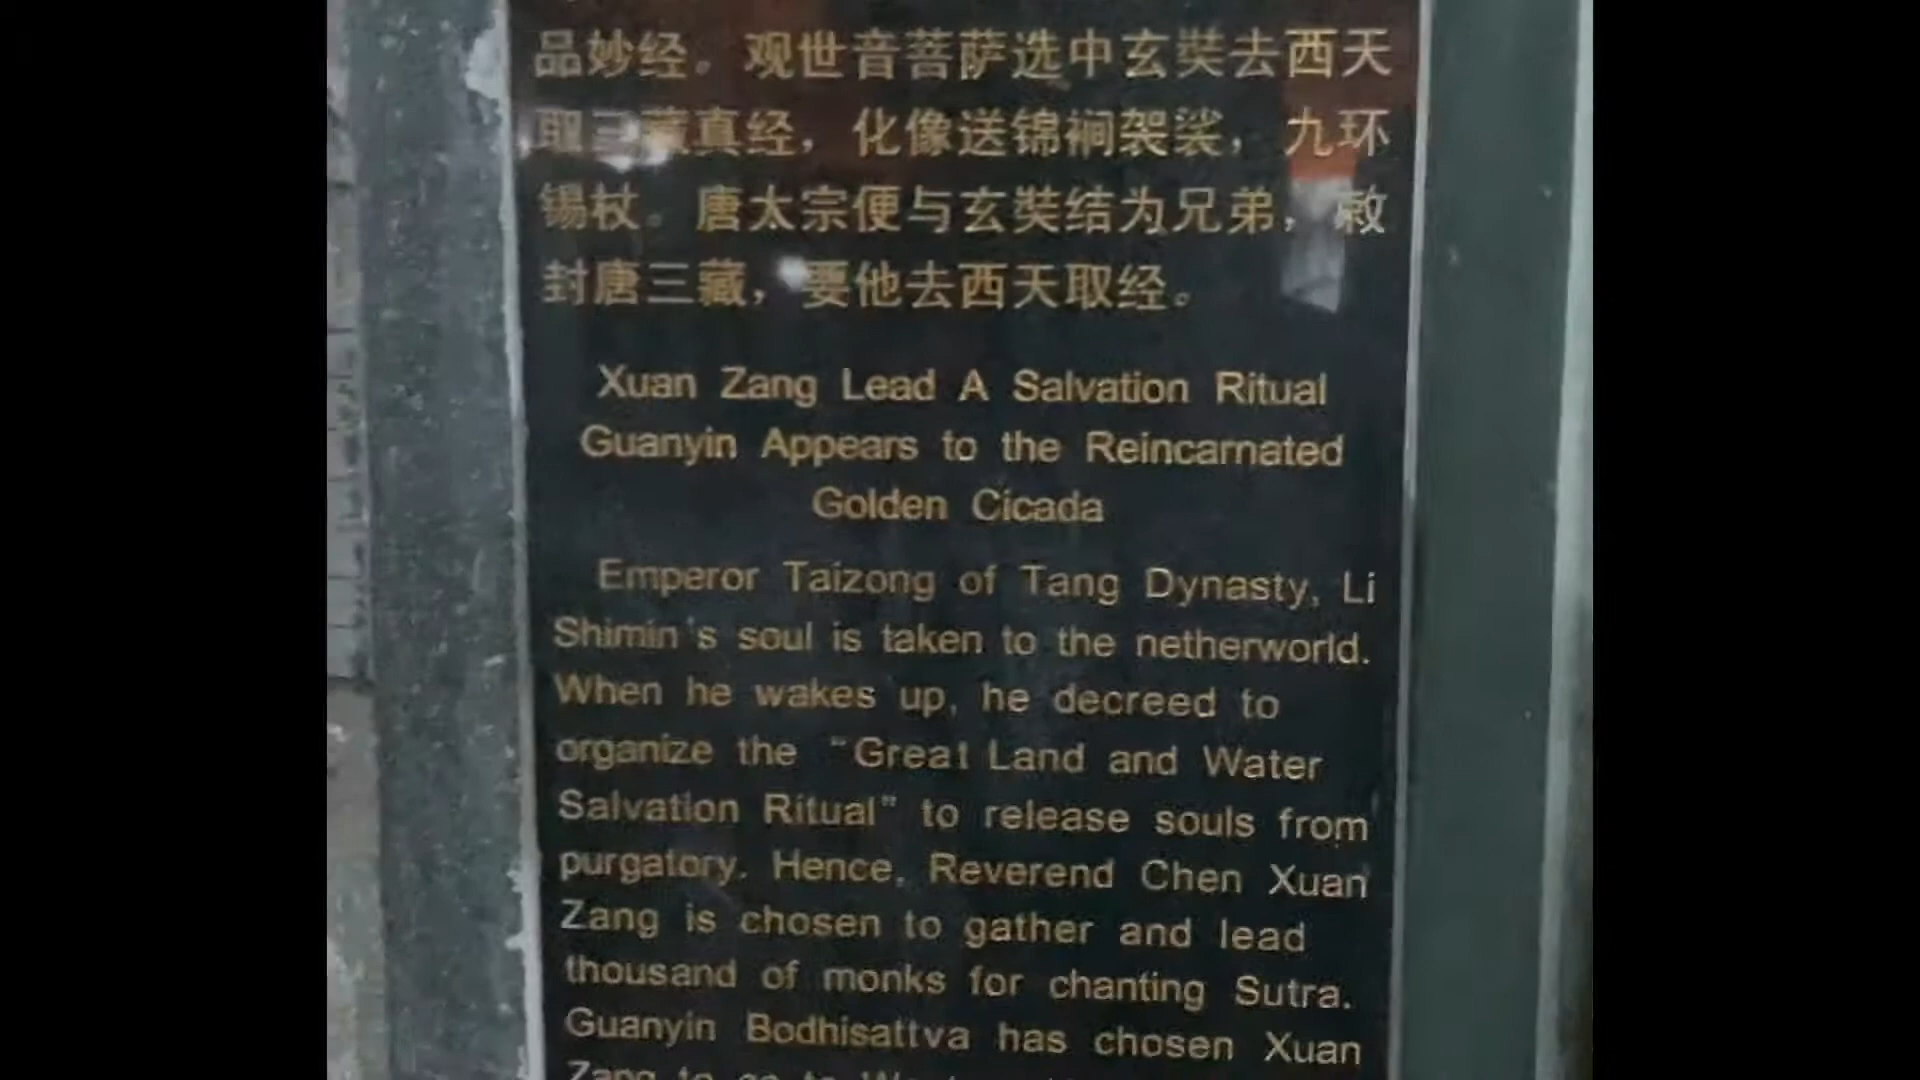 品妙经。观世音菩萨选中玄奘去西天
取三藏真经，化像送锦裥袈裟，九环
锡杖。唐太宗便与玄奘结为兄弟，敕
封唐三藏，要他去西天取经。
Xuan Zang Lead A Salvation Ritual
Guanyin Appears to the Reincarnated
Golden Cicada
Emperor Taizong of Tang Dynasty, Li
Shimin's soul is taken to the netherworld.
When he wakes up, he decreed to
organize the "Great Land and Water
Salvation Ritual" to release souls from
purgatory. Hence, Reverend Chen Xuan
Zang is chosen to gather and lead
thousand of monks for chanting Sutra.
Guanyin Bodhisattva has chosen Xuan
Zang to go to